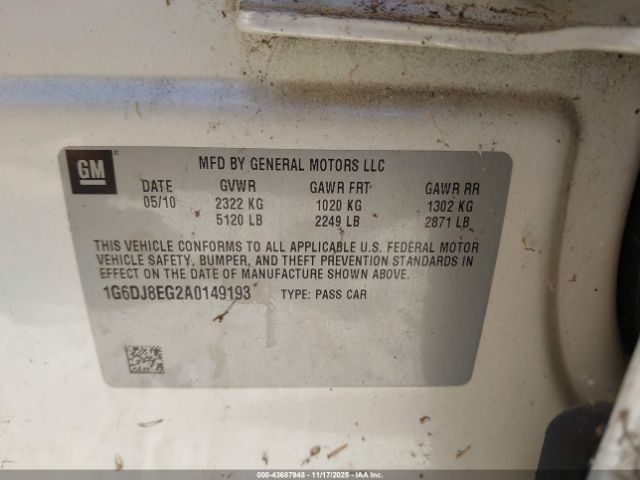 GM
MFD BY GENERAL MOTORS LLC
DATE GVWR GAWR FRT GAWR RR
05/10 2322 KG 1020 KG 1302 KG
5120 LB 2249 LB 2871 LB
THIS VEHICLE CONFORMS TO ALL APPLICABLE U.S. FEDERAL MOTOR
VEHICLE SAFETY, BUMPER, AND THEFT PREVENTION STANDARDS IN
EFFECT ON THE DATE OF MANUFACTURE SHOWN ABOVE.
1G6DJ8EG2A0149193 TYPE: PASS CAR
000-43687948 - 11/17/2025 - IAA Corp.